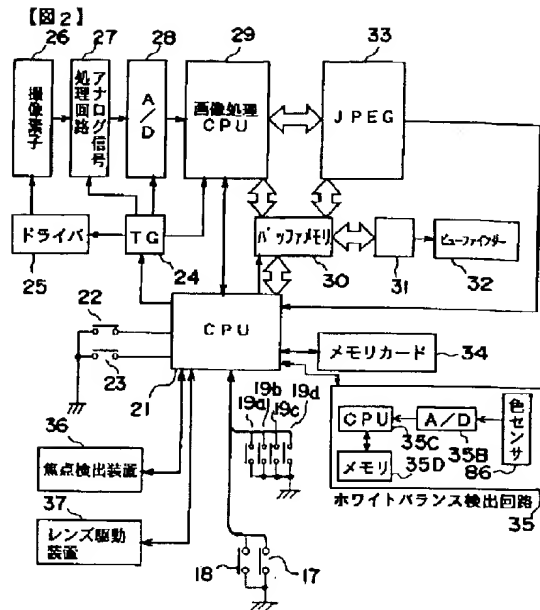 【図2】
26
27
28
29
33
撮像素子
アナログ信号
処理回路
A/D
画像処理
CPU
JPEG
ドライバ
TG
バッファメモリ
ビューファインダー
25
24
30
31
32
22
CPU
23
21
メモリカード
34
19a
19b
19c
19d
36
焦点検出装置
CPU
A/D
色センサ
35C
35B
メモリ
35D
86
37
ホワイトバランス検出回路
レンズ駆動
装置
35
18
17